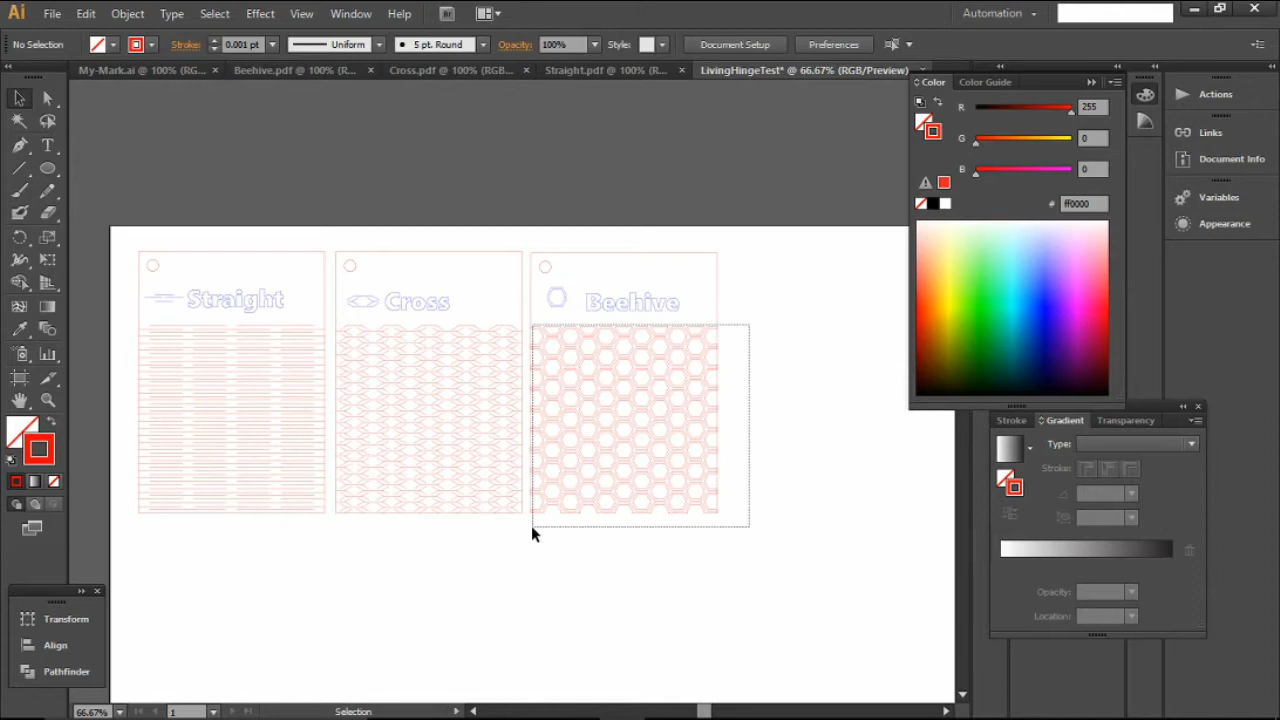 Ai File Edit Object Type Select Effect View Window Help Br Automation
No Selection Stroke: 0.001 pt Uniform 5 pt. Round Opacity: 100% Style: Document Setup Preferences
My-Mark.ai @ 100% (RG... × Beehive.pdf @ 100% (R... × Cross.pdf @ 100% (RGB... × Straight.pdf @ 100% (R... × LivingHingeTest* @ 66.67% (RGB/Preview) ×
Color Color Guide
R 255
G 0
B 0
# ff0000
Actions
Links
Document Info
Variables
Appearance
Straight Cross Beehive
Stroke Gradient Transparency
Type:
Stroke:
Opacity:
Location:
Transform
Align
Pathfinder
66.67% 1 Selection